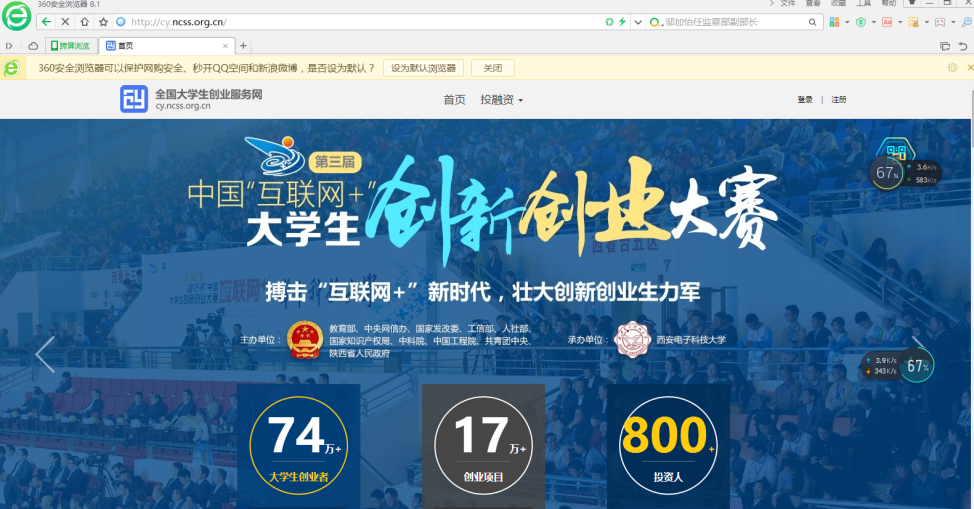 360安全浏览器 8.1
文件 查看 收藏 工具 帮助
http://cy.ncss.org.cn/
邹加怡任监察部副部长
跨屏浏览
首页
360安全浏览器可以保护网购安全、秒开QQ空间和新浪微博，是否设为默认？
设为默认浏览器
关闭
全国大学生创业服务网
cy.ncss.org.cn
首页
投融资
登录 | 注册
第三届
中国“互联网+”
大学生创新创业大赛
搏击“互联网+”新时代，壮大创新创业生力军
主办单位：
教育部、中央网信办、国家发改委、工信部、人社部、
国家知识产权局、中科院、中国工程院、共青团中央、
陕西省人民政府
承办单位：
西安电子科技大学
67%
3.6K/s
583K/s
3.9K/s
343K/s
67%
74万+
大学生创业者
17万+
创业项目
800+
投资人